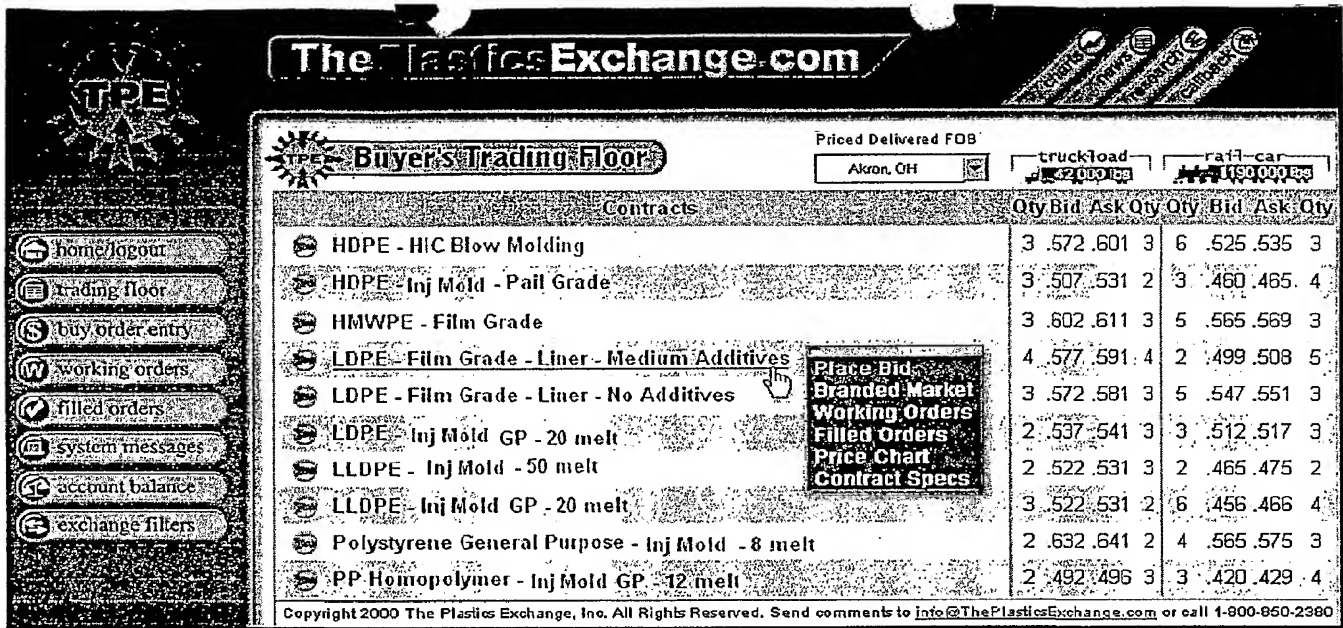 TPE
ThePlasticsExchange.com
charts
research
callback
TPE Buyer's Trading Floor
Priced Delivered FOB
Akron, OH
truckload
42,000 lbs
rail-car
190,000 lbs
Contracts Qty Bid Ask Qty Qty Bid Ask Qty
HDPE - HIC Blow Molding 3 .572 .601 3 6 .525 .535 3
HDPE - Inj Mold - Pail Grade 3 .507 .531 2 3 .460 .465 4
HMWPE - Film Grade 3 .602 .611 3 5 .565 .569 3
LDPE - Film Grade - Liner - Medium Additives 4 .577 .591 4 2 .499 .508 5
LDPE - Film Grade - Liner - No Additives 3 .572 .581 3 5 .547 .551 3
LDPE - Inj Mold GP - 20 melt 2 .537 .541 3 3 .512 .517 3
LLDPE - Inj Mold - 50 melt 2 .522 .531 3 2 .465 .475 2
LLDPE - Inj Mold GP - 20 melt 3 .522 .531 2 6 .456 .466 4
Polystyrene General Purpose - Inj Mold - 8 melt 2 .632 .641 2 4 .565 .575 3
PP Homopolymer - Inj Mold GP - 12 melt 2 .492 .496 3 3 .420 .429 4
Place Bid
Branded Market
Working Orders
Filled Orders
Price Chart
Contract Specs
home/logout
trading floor
buy order entry
working orders
filled orders
system messages
account balance
exchange filters
Copyright 2000 The Plastics Exchange, Inc. All Rights Reserved. Send comments to info@ThePlasticsExchange.com or call 1-800-850-2380